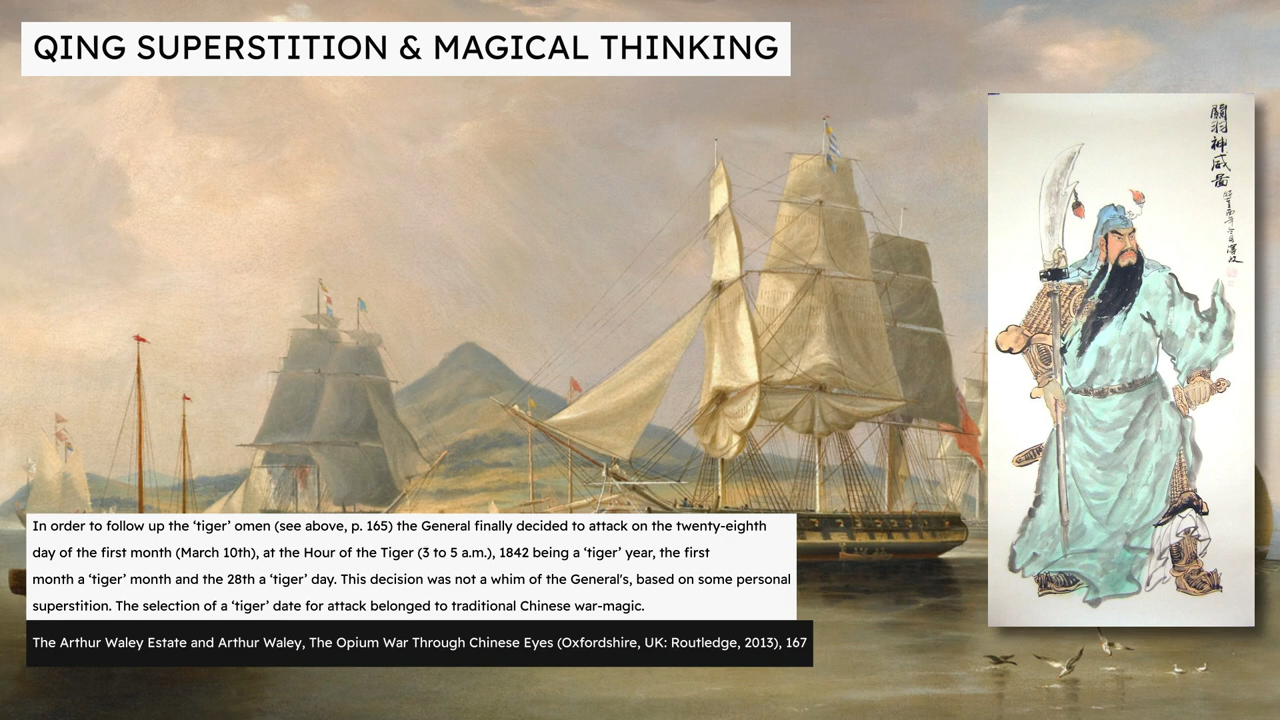 QING SUPERSTITION & MAGICAL THINKING
關羽神威圖
In order to follow up the ‘tiger’ omen (see above, p. 165) the General finally decided to attack on the twenty-eighth
day of the first month (March 10th), at the Hour of the Tiger (3 to 5 a.m.), 1842 being a ‘tiger’ year, the first
month a ‘tiger’ month and the 28th a ‘tiger’ day. This decision was not a whim of the General's, based on some personal
superstition. The selection of a ‘tiger’ date for attack belonged to traditional Chinese war-magic.
The Arthur Waley Estate and Arthur Waley, The Opium War Through Chinese Eyes (Oxfordshire, UK: Routledge, 2013), 167